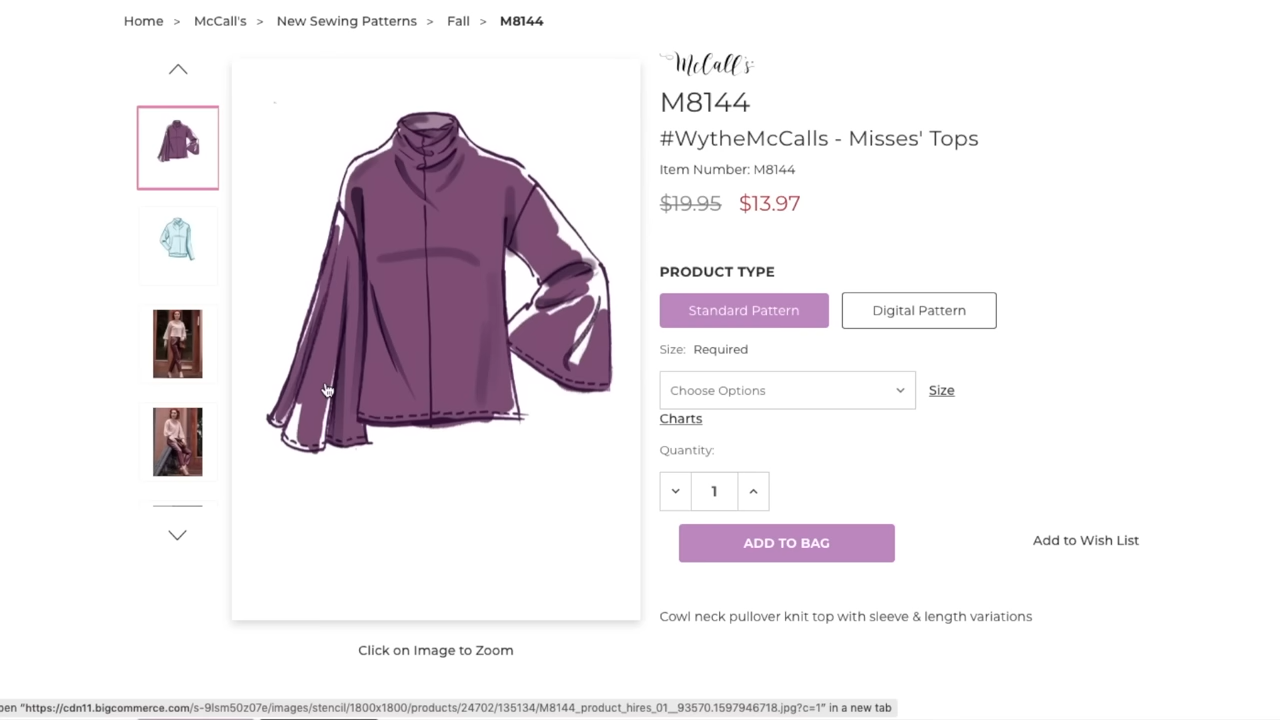 Home > McCall's > New Sewing Patterns > Fall > M8144
McCall's
M8144
#WytheMcCalls - Misses' Tops
Item Number: M8144
$19.95 $13.97
PRODUCT TYPE
Standard Pattern Digital Pattern
Size: Required
Choose Options Size
Charts
Quantity:
1
ADD TO BAG Add to Wish List
Cowl neck pullover knit top with sleeve & length variations
Click on Image to Zoom
pen "https://cdn11.bigcommerce.com/s-9lsm50z07e/images/stencil/1800x1800/products/24702/135134/M8144_product_hires_01__93570.1597946718.jpg?c=1" in a new tab